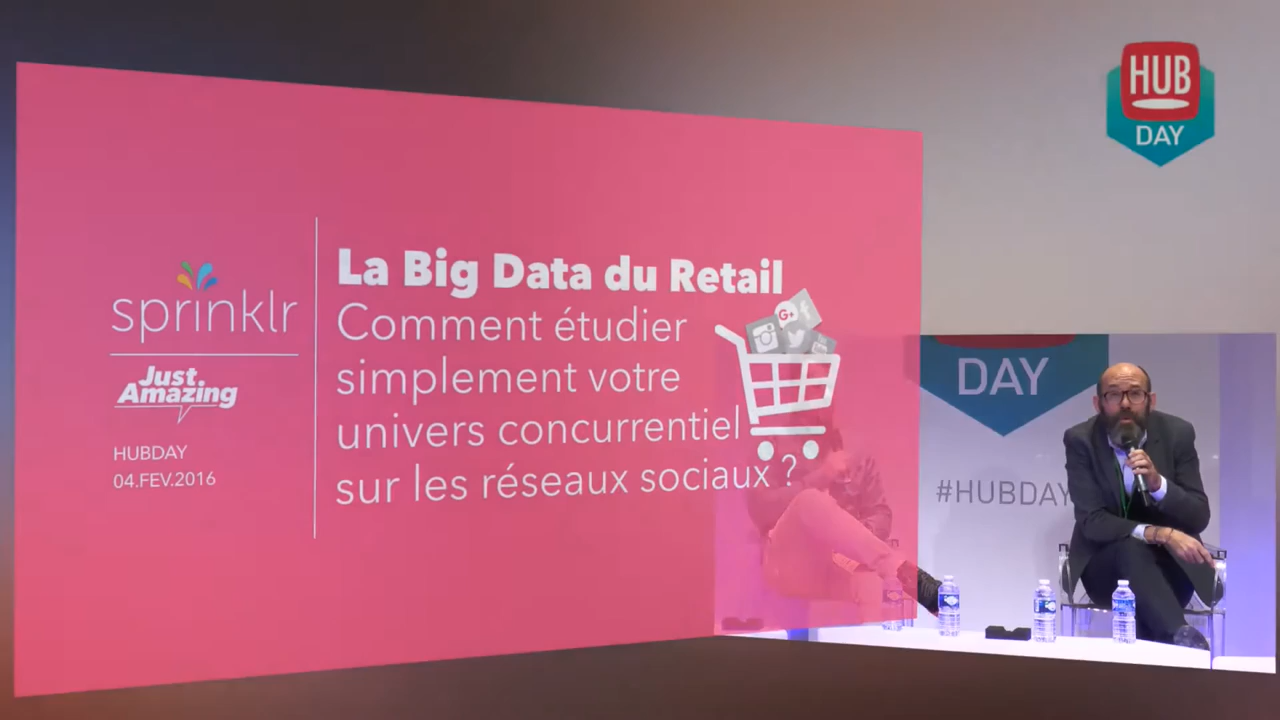 HUB
DAY
sprinklr
Just
Amazing
HUBDAY
04.FEV.2016
La Big Data du Retail
Comment étudier
simplement votre
univers concurrentiel
sur les réseaux sociaux ?
G+
f
DAY
#HUBDAY